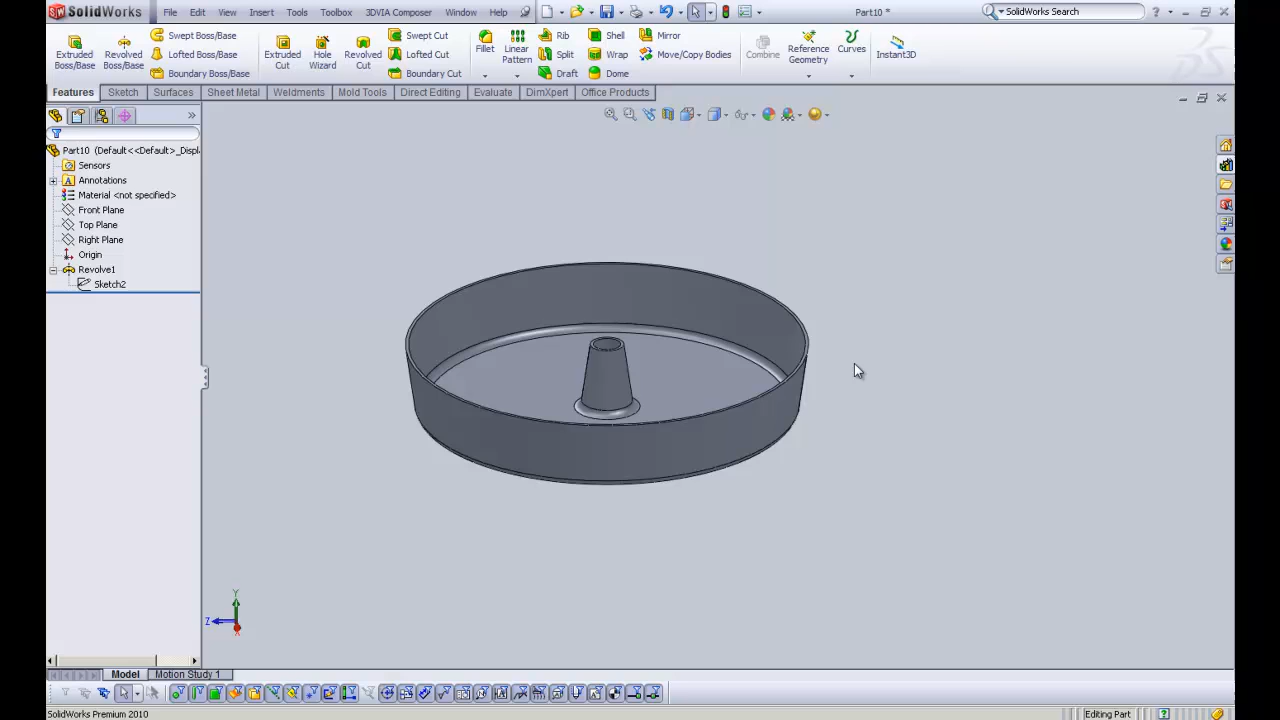 SolidWorks File Edit View Insert Tools Toolbox 3DVIA Composer Window Help Part10 * SolidWorks Search ?
Extruded Boss/Base
Revolved Boss/Base
Swept Boss/Base
Lofted Boss/Base
Boundary Boss/Base
Extruded Cut
Hole Wizard
Revolved Cut
Swept Cut
Lofted Cut
Boundary Cut
Fillet
Linear Pattern
Rib
Split
Draft
Shell
Wrap
Dome
Mirror
Move/Copy Bodies
Combine
Reference Geometry
Curves
Instant3D
Features Sketch Surfaces Sheet Metal Weldments Mold Tools Direct Editing Evaluate DimXpert Office Products
Part10 (Default<<Default>_Displ
Sensors
Annotations
Material <not specified>
Front Plane
Top Plane
Right Plane
Origin
Revolve1
Sketch2
Y
Z
X
Model Motion Study 1
SolidWorks Premium 2010 Editing Part ?